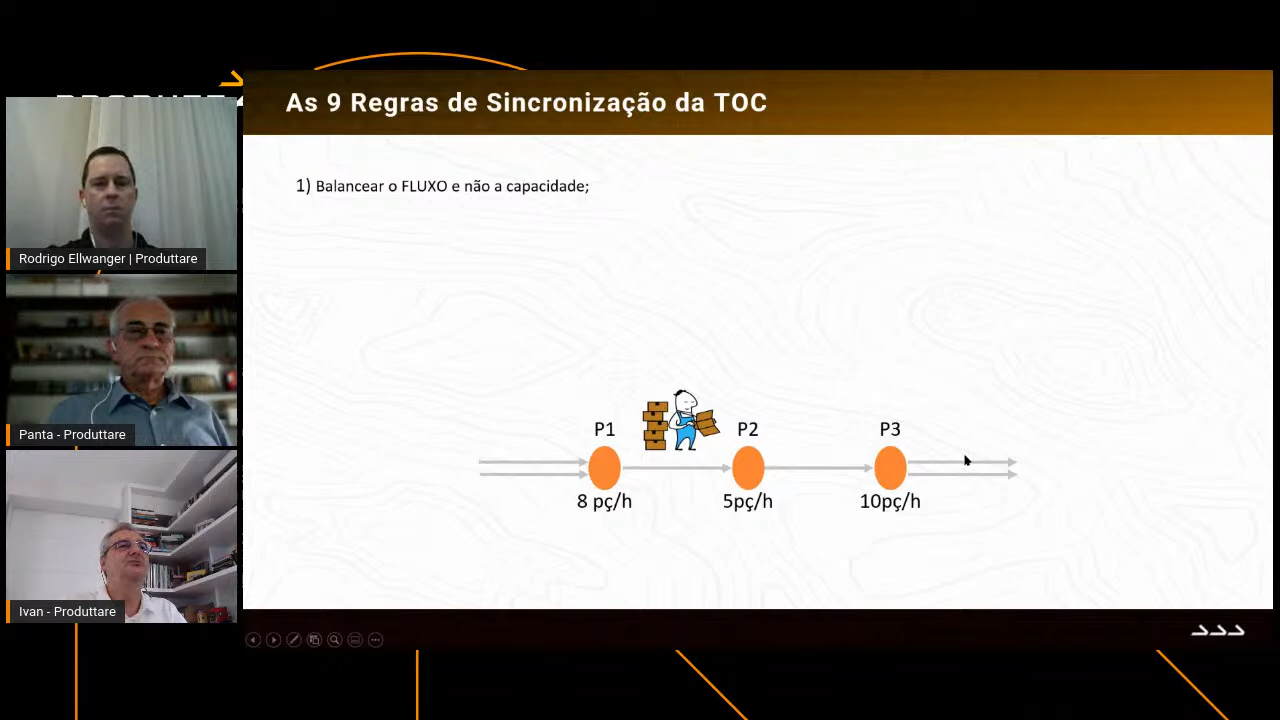 As 9 Regras de Sincronização da TOC
1) Balancear o FLUXO e não a capacidade;
P1
P2
P3
8 pç/h
5pç/h
10pç/h
Rodrigo Ellwanger | Produttare
Panta - Produttare
Ivan - Produttare